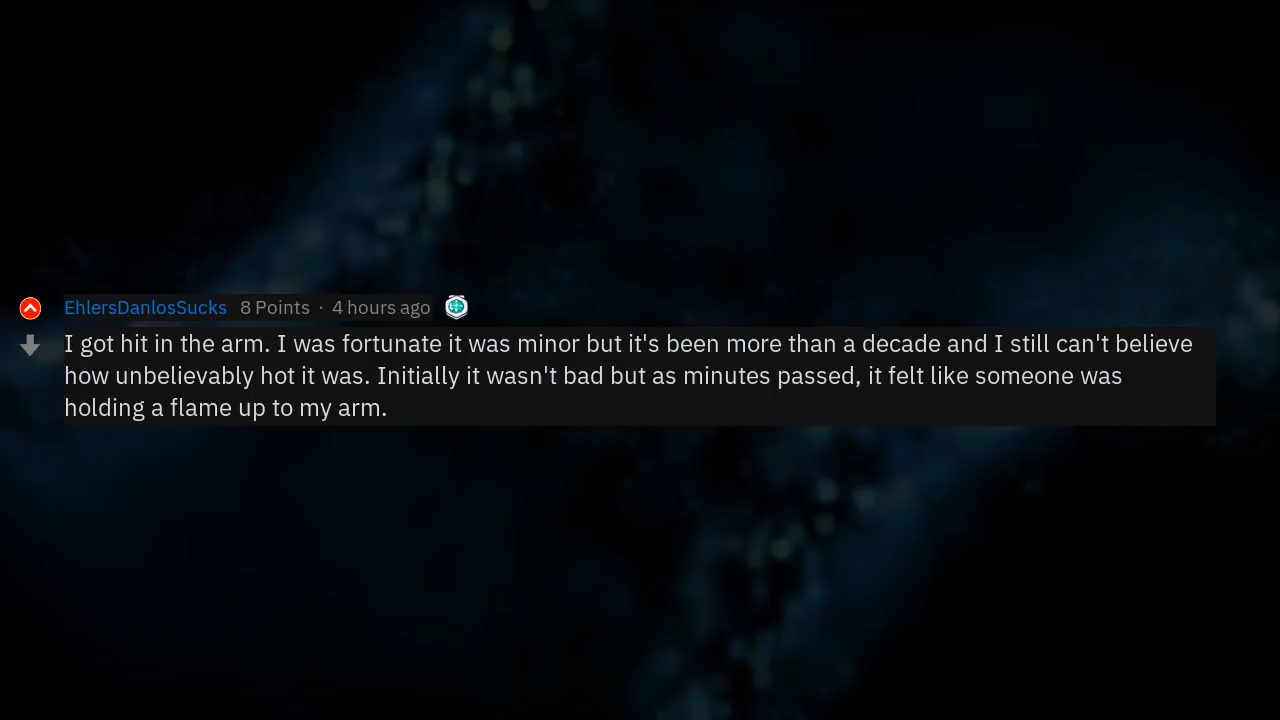 EhlersDanlosSucks 8 Points · 4 hours ago
I got hit in the arm. I was fortunate it was minor but it's been more than a decade and I still can't believe
how unbelievably hot it was. Initially it wasn't bad but as minutes passed, it felt like someone was
holding a flame up to my arm.